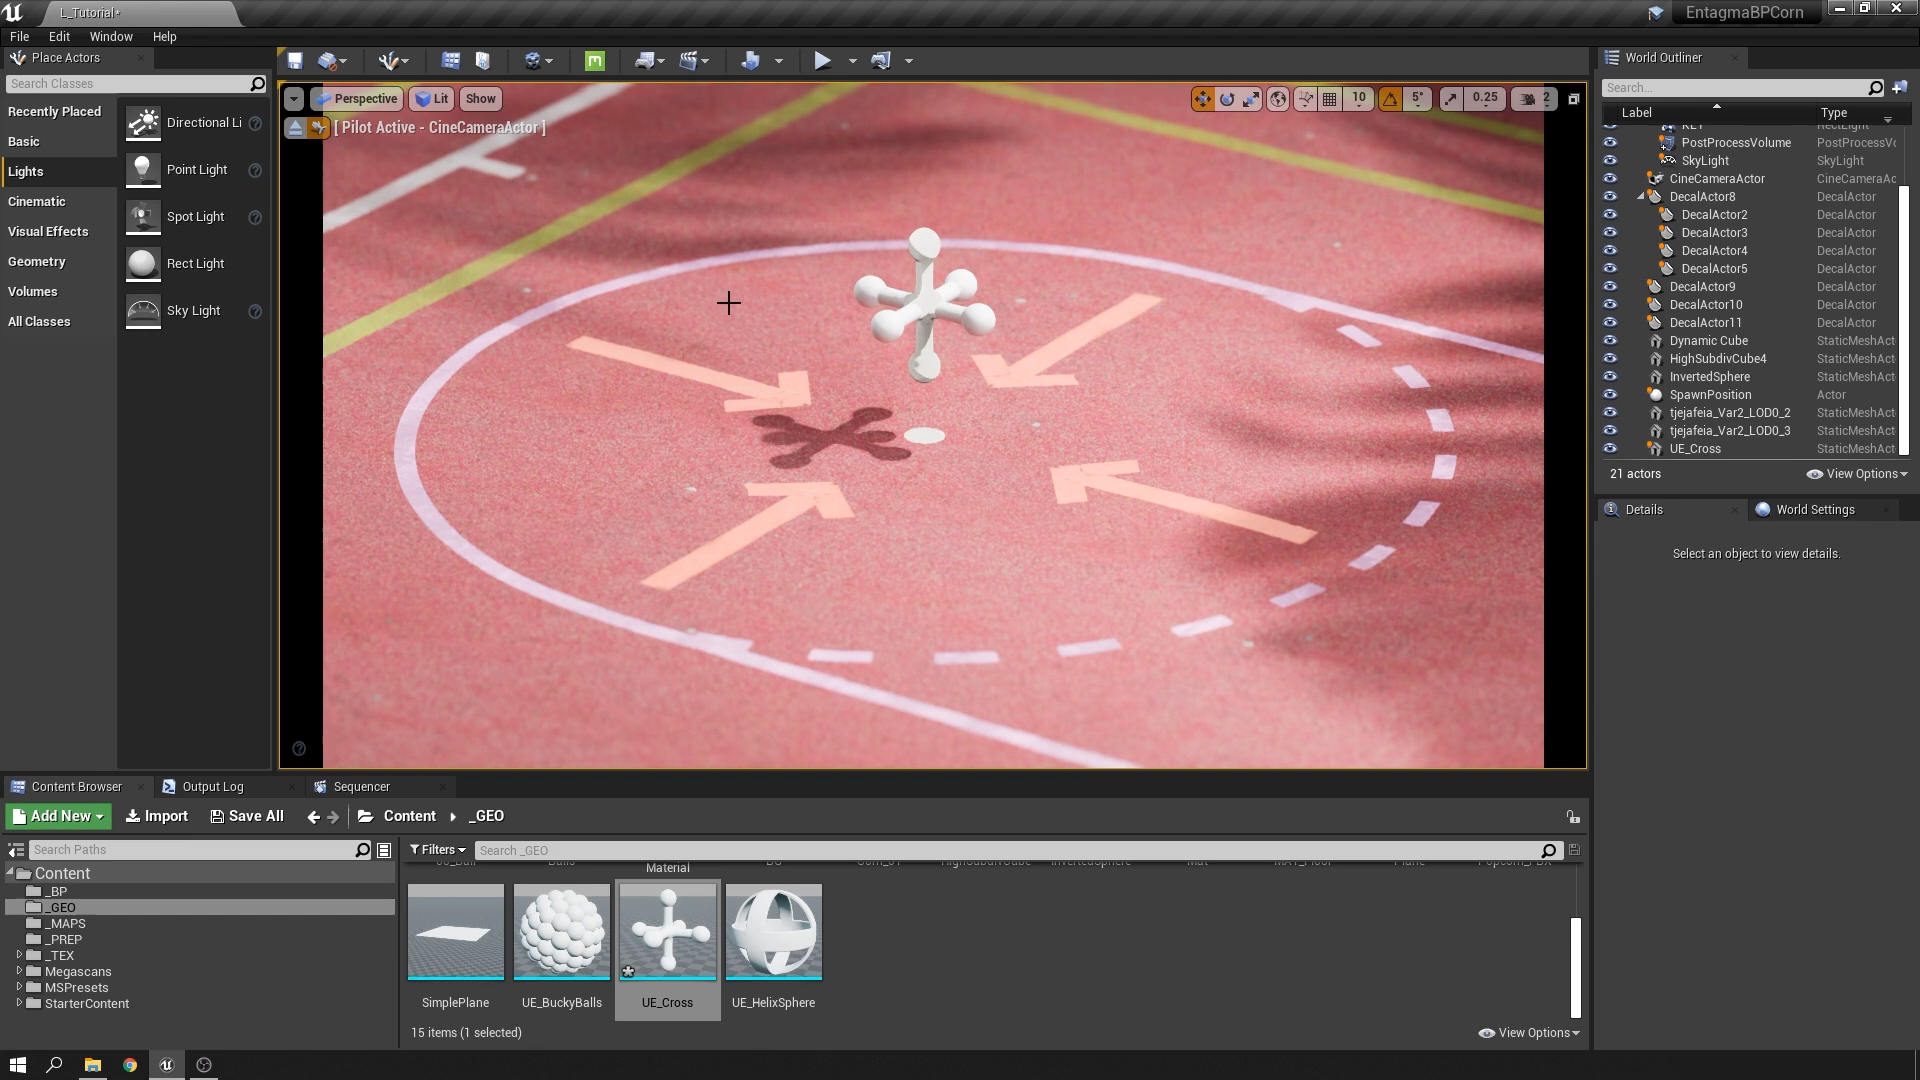 L_Tutorial*
EntagmaBPCorn
File Edit Window Help
Place Actors
Search Classes
Recently Placed
Basic
Lights
Cinematic
Visual Effects
Geometry
Volumes
All Classes
Directional Li
Point Light
Spot Light
Rect Light
Sky Light
Perspective Lit Show
10 5° 0.25 2
[ Pilot Active - CineCameraActor ]
World Outliner
Search...
Label Type
KEY RectLight
PostProcessVolume PostProcessVo
SkyLight SkyLight
CineCameraActor CineCameraAc
DecalActor8 DecalActor
DecalActor2 DecalActor
DecalActor3 DecalActor
DecalActor4 DecalActor
DecalActor5 DecalActor
DecalActor9 DecalActor
DecalActor10 DecalActor
DecalActor11 DecalActor
Dynamic Cube StaticMeshAct
HighSubdivCube4 StaticMeshAct
InvertedSphere StaticMeshAct
SpawnPosition Actor
tjejafeia_Var2_LOD0_2 StaticMeshAct
tjejafeia_Var2_LOD0_3 StaticMeshAct
UE_Cross StaticMeshAct
21 actors View Options
Details World Settings
Select an object to view details.
Content Browser Output Log Sequencer
Add New Import Save All Content _GEO
Search Paths
Content
_BP
_GEO
_MAPS
_PREP
_TEX
Megascans
MSPresets
StarterContent
Filters Search _GEO
Material
SimplePlane UE_BuckyBalls UE_Cross UE_HelixSphere
15 items (1 selected) View Options